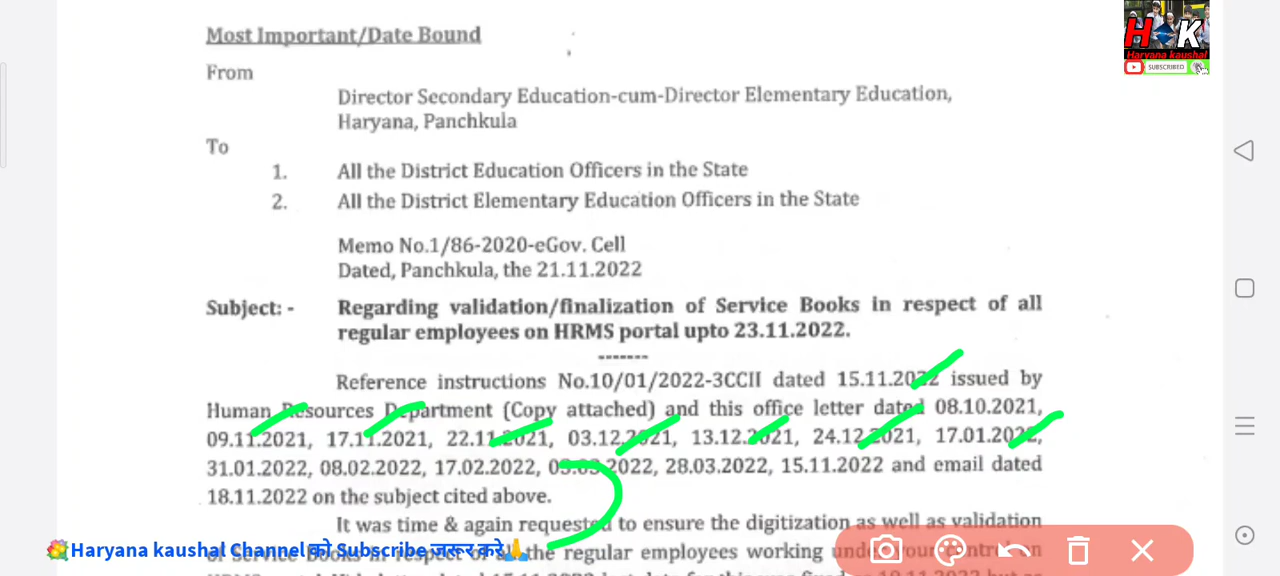 H K
Haryana kaushal
SUBSCRIBED
Most Important/Date Bound
From
Director Secondary Education-cum-Director Elementary Education,
Haryana, Panchkula
To
1. All the District Education Officers in the State
2. All the District Elementary Education Officers in the State
Memo No.1/86-2020-eGov. Cell
Dated, Panchkula, the 21.11.2022
Subject: - Regarding validation/finalization of Service Books in respect of all
regular employees on HRMS portal upto 23.11.2022.
-------
Reference instructions No.10/01/2022-3CCII dated 15.11.2022 issued by
Human Resources Department (Copy attached) and this office letter dated 08.10.2021,
09.11.2021, 17.11.2021, 22.11.2021, 03.12.2021, 13.12.2021, 24.12.2021, 17.01.2022,
31.01.2022, 08.02.2022, 17.02.2022, 03.03.2022, 28.03.2022, 15.11.2022 and email dated
18.11.2022 on the subject cited above.
It was time & again requested to ensure the digitization as well as validation
the regular employees working under your control on
Haryana kaushal Channel को Subscribe जरूर करे